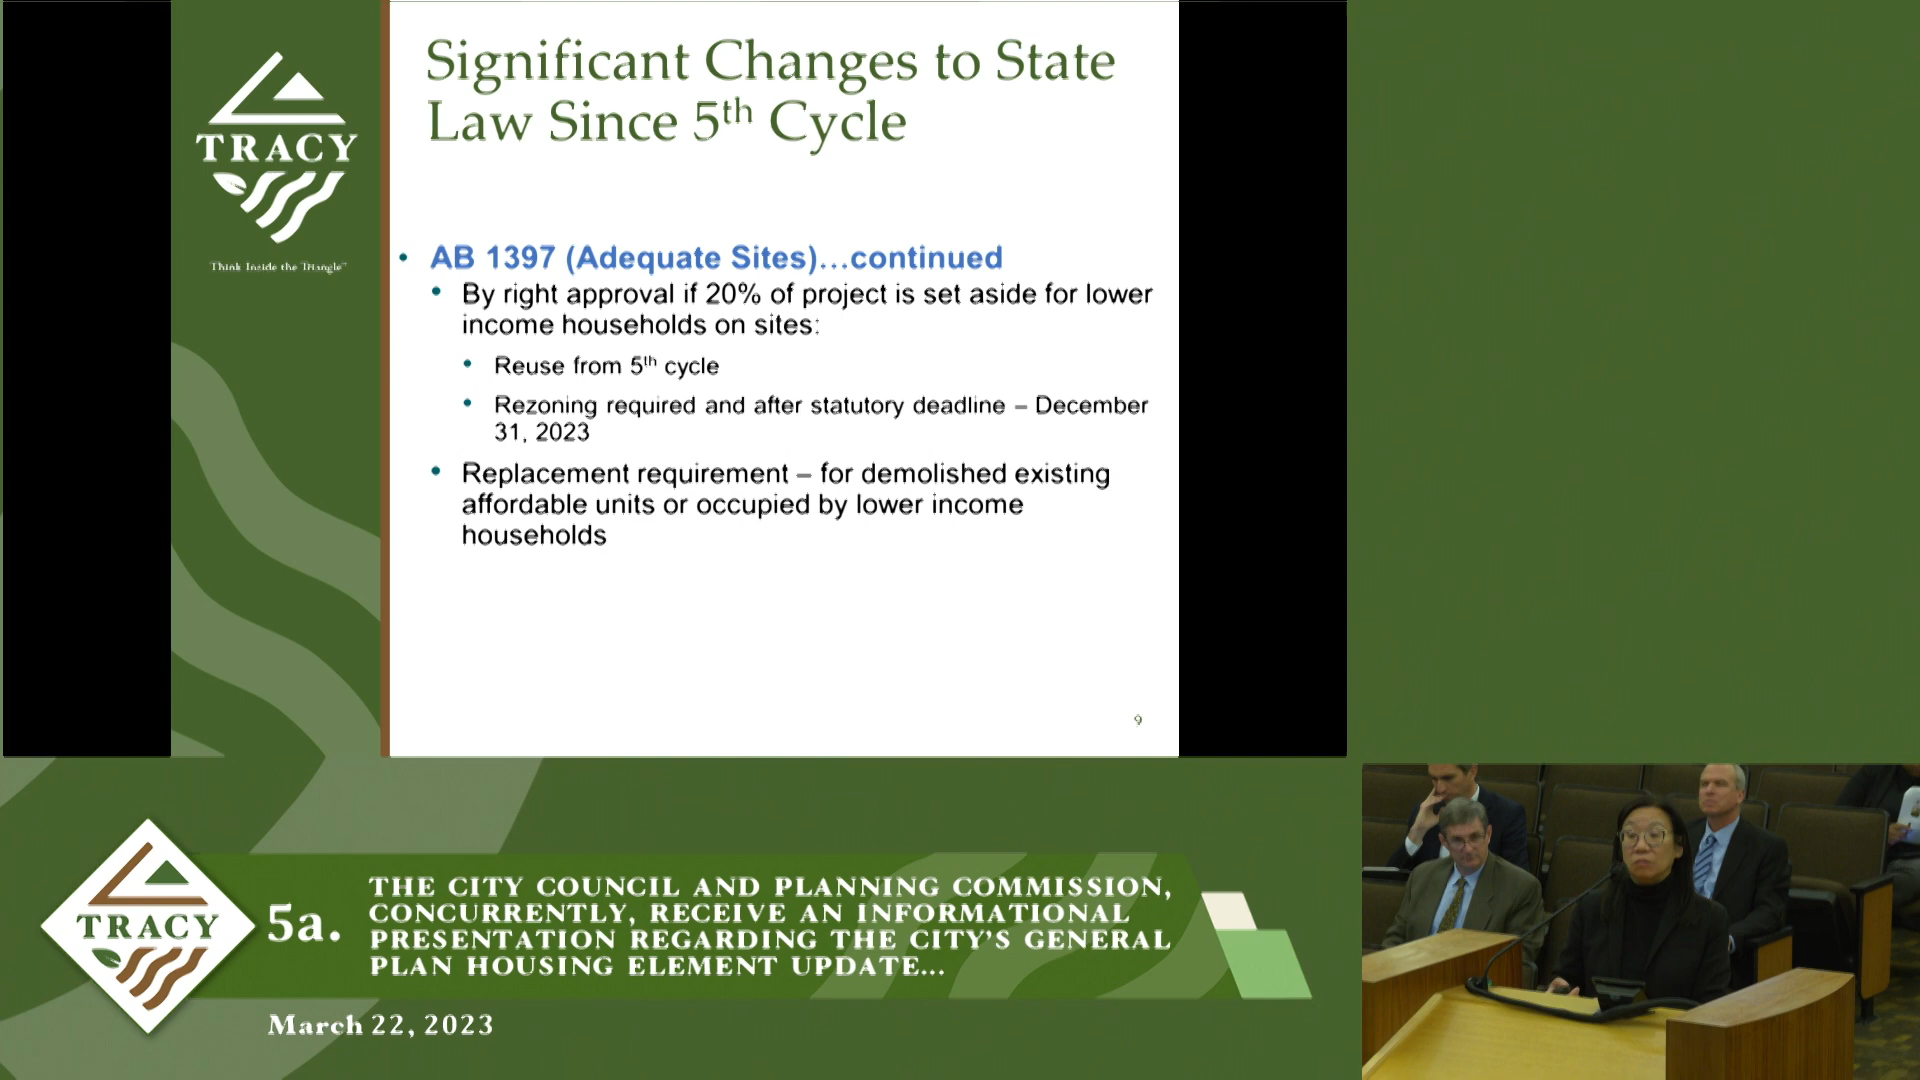 Significant Changes to State
Law Since 5th Cycle
TRACY
Think Inside the Triangle™
• AB 1397 (Adequate Sites)...continued
• By right approval if 20% of project is set aside for lower
income households on sites:
• Reuse from 5th cycle
• Rezoning required and after statutory deadline – December
31, 2023
• Replacement requirement – for demolished existing
affordable units or occupied by lower income
households
9
TRACY
5a.
THE CITY COUNCIL AND PLANNING COMMISSION,
CONCURRENTLY, RECEIVE AN INFORMATIONAL
PRESENTATION REGARDING THE CITY'S GENERAL
PLAN HOUSING ELEMENT UPDATE...
March 22, 2023